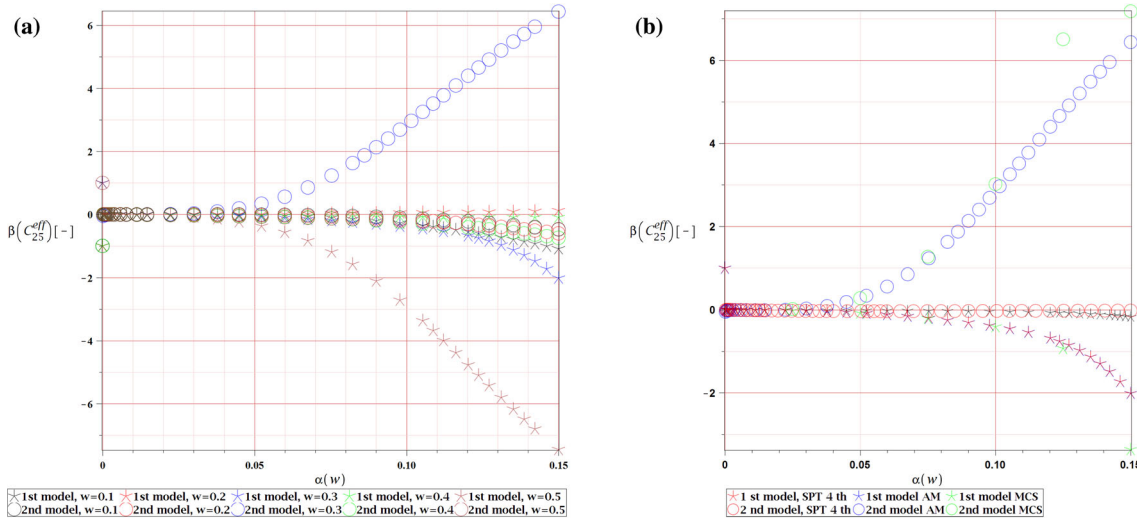 (a)
6
4
2
β(C₂₅ᵉᶠᶠ)[-]
0
-2
-4
-6
0 0.05 0.10 0.15
α(w)
1st model, w=0.1 1st model, w=0.2 1st model, w=0.3 1st model, w=0.4 1st model, w=0.5
2nd model, w=0.1 2nd model, w=0.2 2nd model, w=0.3 2nd model, w=0.4 2nd model, w=0.5
(b)
6
4
2
β(C₂₅ᵉᶠᶠ)[-]
0
-2
0 0.05 0.10 0.15
α(w)
1 st model, SPT 4 th 1st model AM 1st model MCS
2 nd model, SPT 4 th 2nd model AM 2nd model MCS